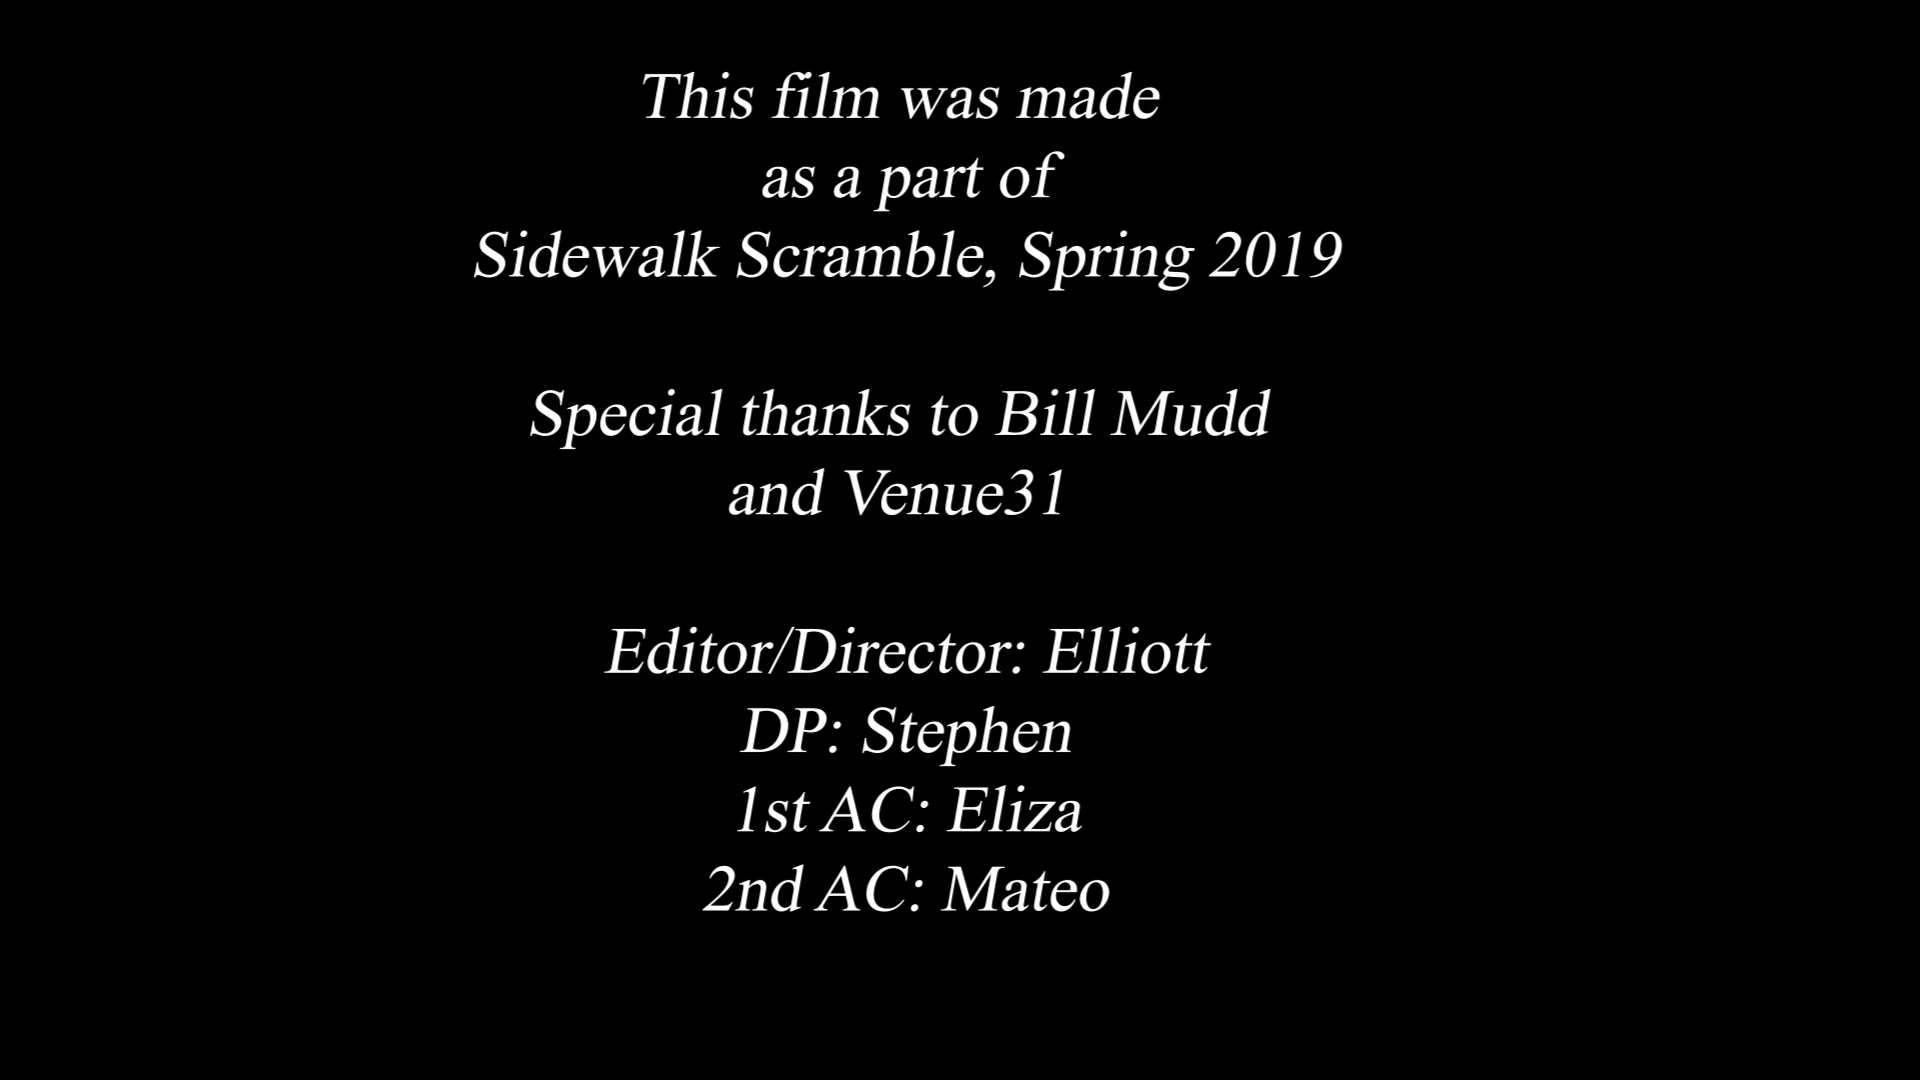 This film was made
as a part of
Sidewalk Scramble, Spring 2019
Special thanks to Bill Mudd
and Venue31
Editor/Director: Elliott
DP: Stephen
1st AC: Eliza
2nd AC: Mateo